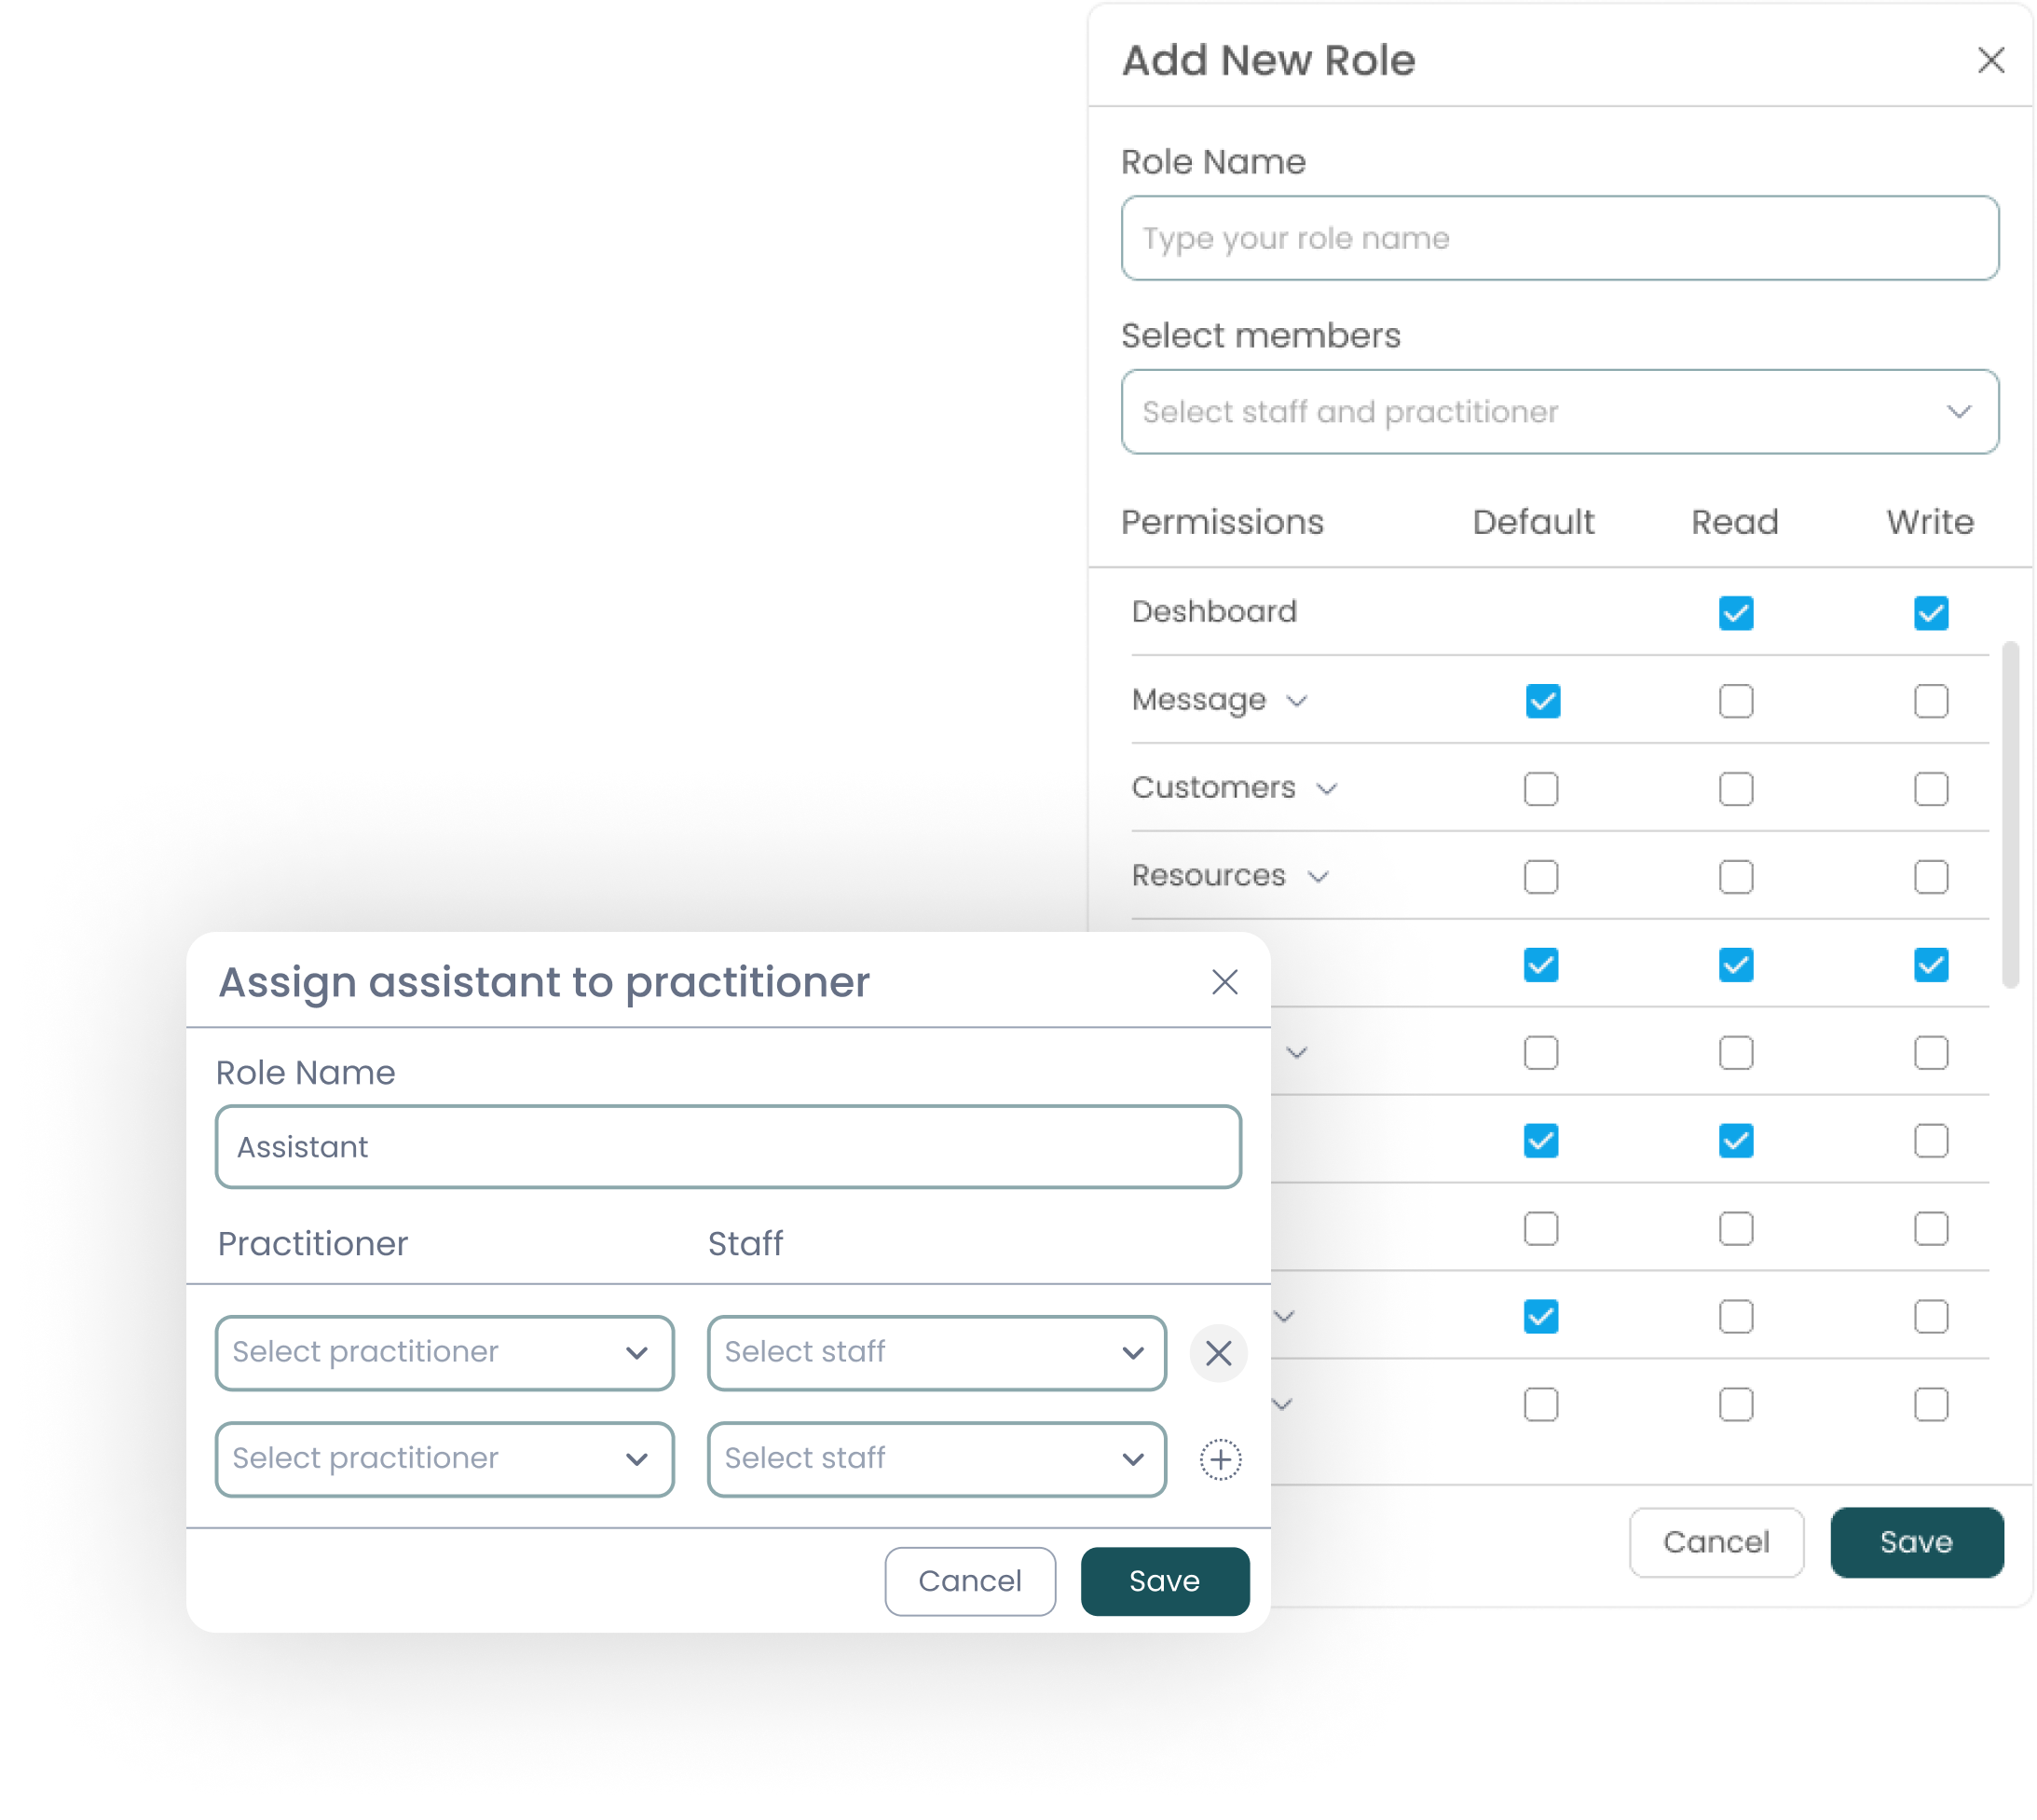 Add New Role
Role Name
Type your role name
Select members
Select staff and practitioner
Permissions Default Read Write
Deshboard
Message
Customers
Resources
Assign assistant to practitioner
Role Name
Assistant
Practitioner Staff
Select practitioner Select staff
Select practitioner Select staff
Cancel Save
Cancel Save